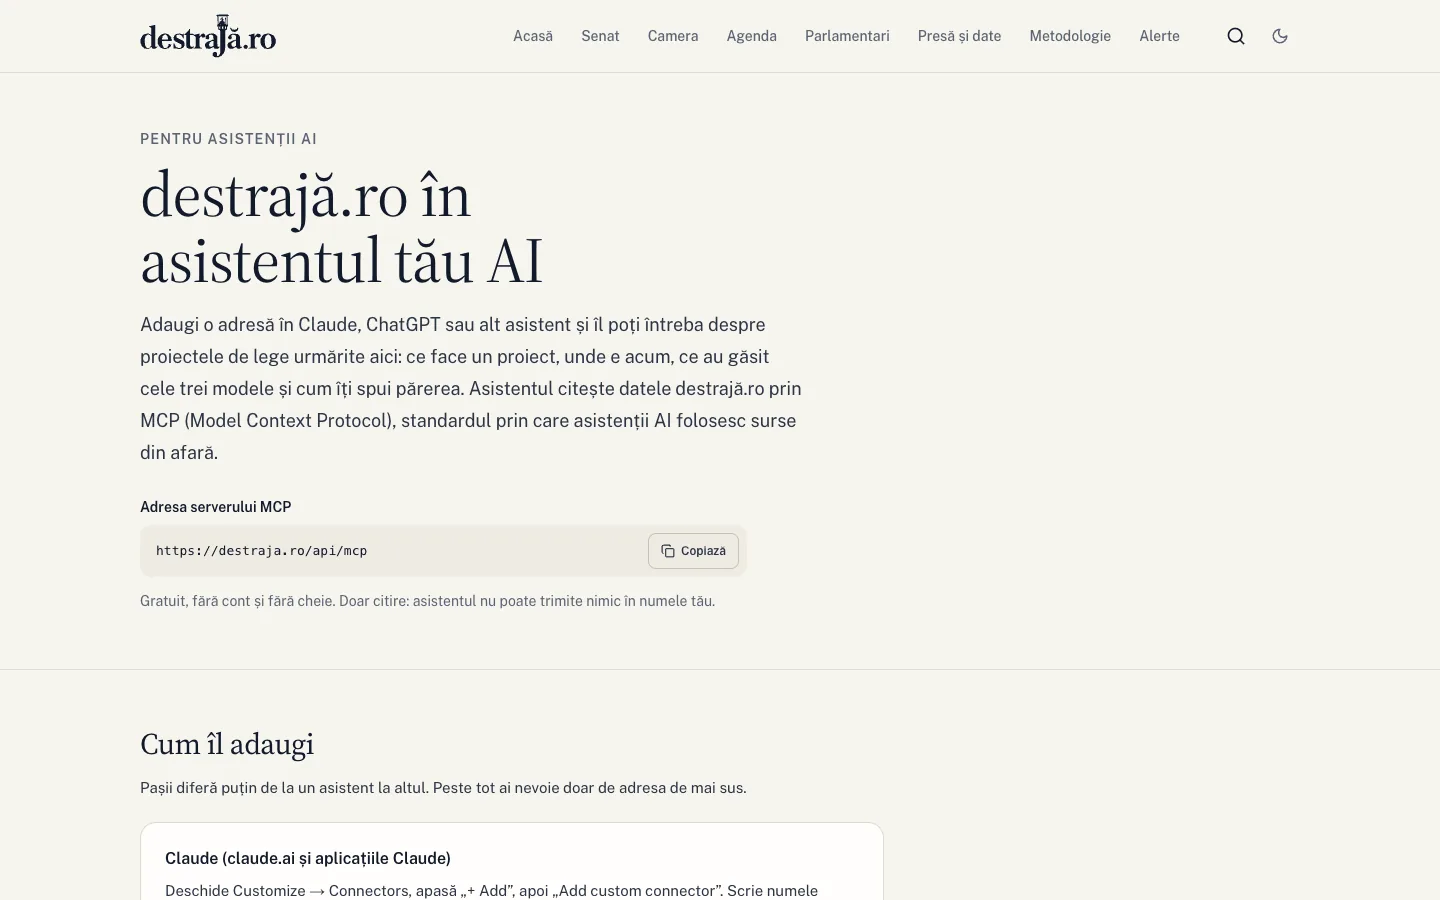 destrajă.ro
Acasă
Senat
Camera
Agenda
Parlamentari
Presă și date
Metodologie
Alerte
PENTRU ASISTENȚII AI
destrajă.ro în
asistentul tău AI
Adaugi o adresă în Claude, ChatGPT sau alt asistent și îl poți întreba despre
proiectele de lege urmărite aici: ce face un proiect, unde e acum, ce au găsit
cele trei modele și cum îți spui părerea. Asistentul citește datele destrajă.ro prin
MCP (Model Context Protocol), standardul prin care asistenții AI folosesc surse
din afară.
Adresa serverului MCP
https://destraja.ro/api/mcp
Copiază
Gratuit, fără cont și fără cheie. Doar citire: asistentul nu poate trimite nimic în numele tău.
Cum îl adaugi
Pașii diferă puțin de la un asistent la altul. Peste tot ai nevoie doar de adresa de mai sus.
Claude (claude.ai și aplicațiile Claude)
Deschide Customize → Connectors, apasă „+ Add”, apoi „Add custom connector”. Scrie numele